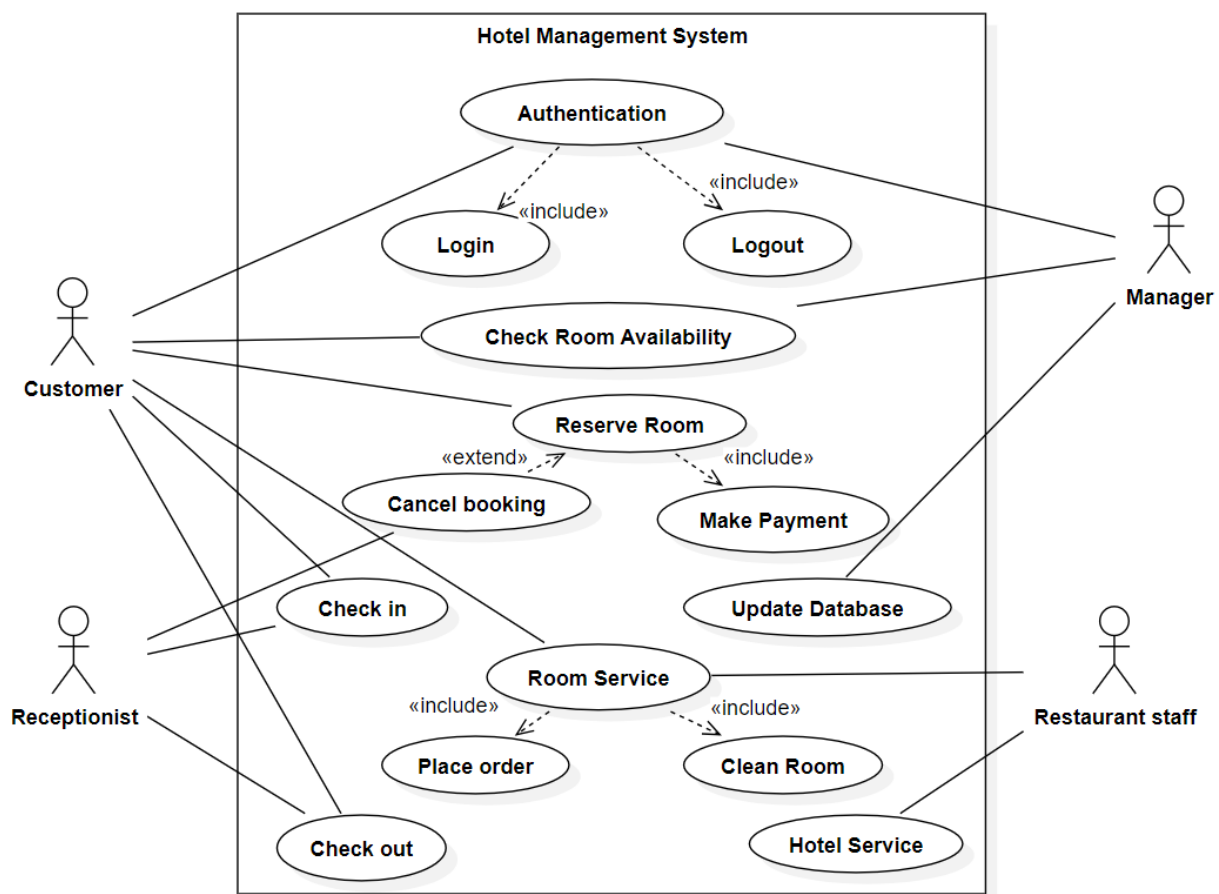 Hotel Management System
Authentication
«include»
«include»
Login
Logout
Manager
Customer
Check Room Availability
Reserve Room
«extend»
«include»
Cancel booking
Make Payment
Check in
Update Database
Receptionist
Room Service
Restaurant staff
«include»
«include»
Place order
Clean Room
Check out
Hotel Service